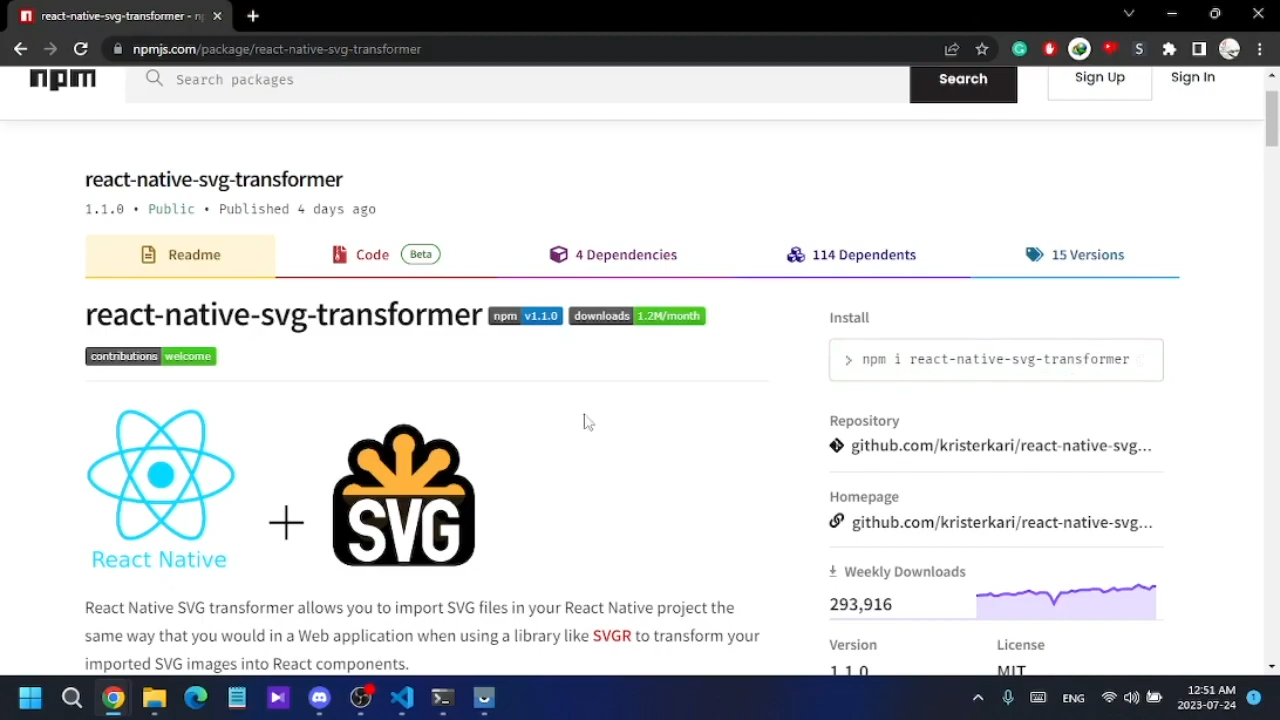 react-native-svg-transformer - np
npmjs.com/package/react-native-svg-transformer
npm
Search packages
Search
Sign Up
Sign In
react-native-svg-transformer
1.1.0 • Public • Published 4 days ago
Readme
Code Beta
4 Dependencies
114 Dependents
15 Versions
react-native-svg-transformer npm v1.1.0 downloads 1.2M/month
contributions welcome
React Native
+
SVG
React Native SVG transformer allows you to import SVG files in your React Native project the
same way that you would in a Web application when using a library like SVGR to transform your
imported SVG images into React components.
Install
> npm i react-native-svg-transformer
Repository
github.com/kristerkari/react-native-svg...
Homepage
github.com/kristerkari/react-native-svg...
Weekly Downloads
293,916
Version
License
1.1.0
MIT
ENG
12:51 AM
2023-07-24
1